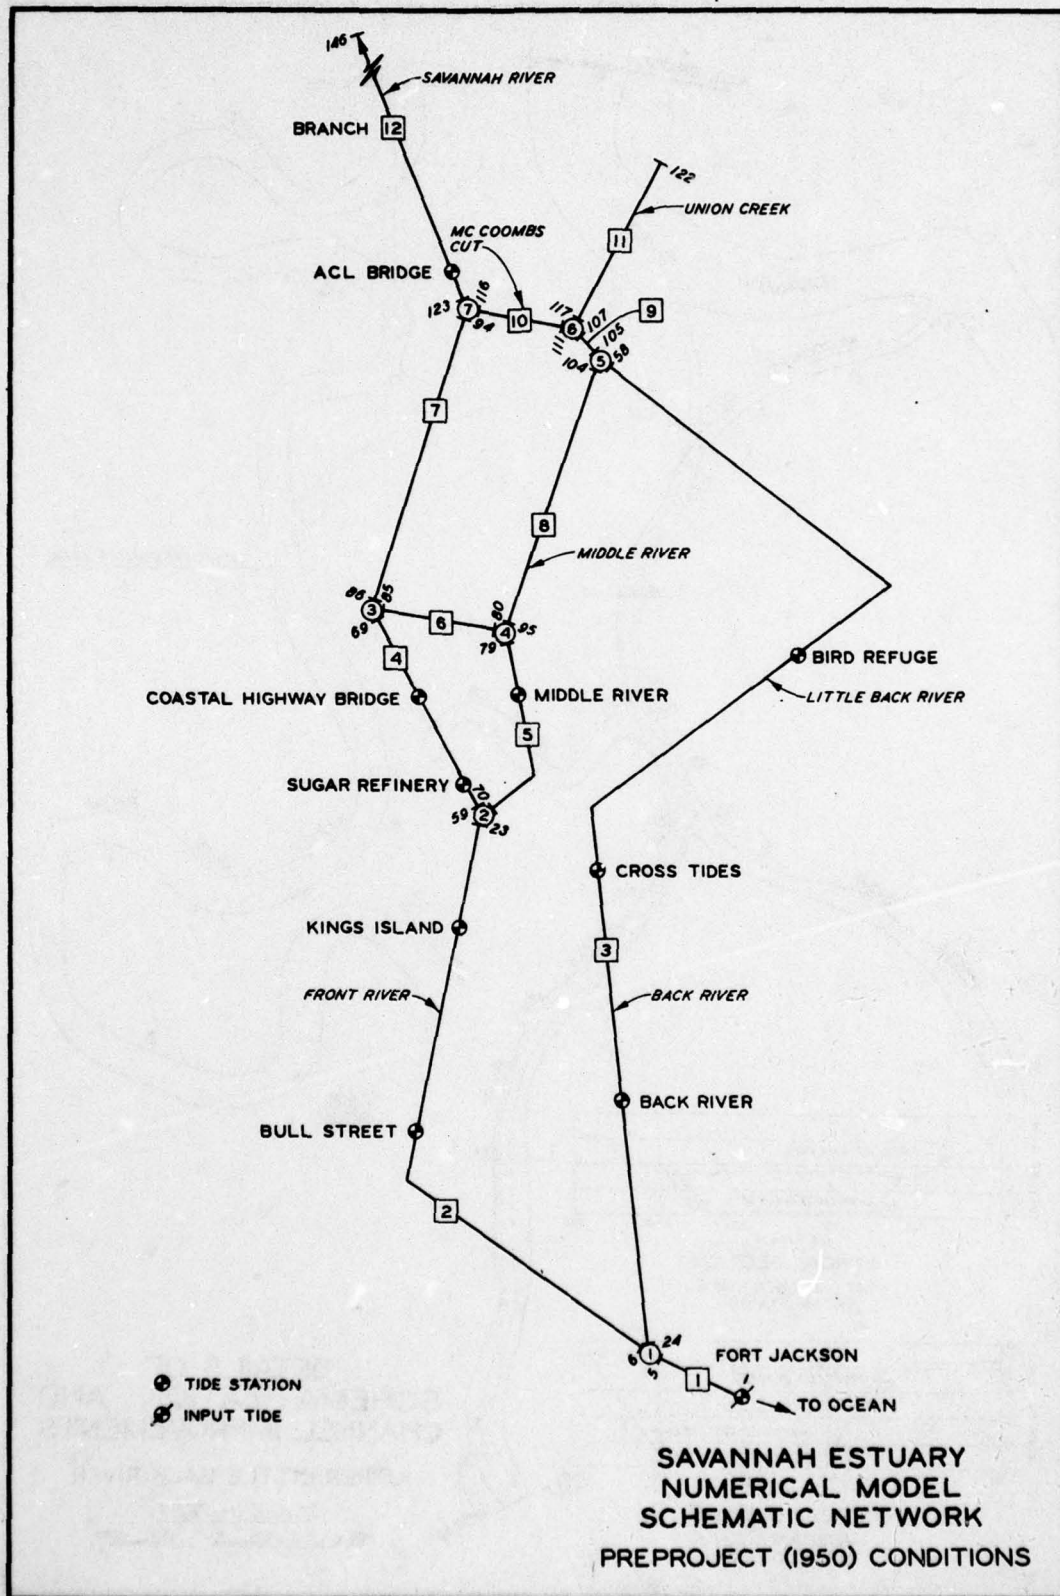 146
SAVANNAH RIVER
BRANCH 12
122
UNION CREEK
11
MC COOMBS
CUT
ACL BRIDGE
116
123 7
94
10
117
6 107
111
9
105
104 5 58
7
8
MIDDLE RIVER
86 85
3
69
6
80
4 95
79
4
BIRD REFUGE
COASTAL HIGHWAY BRIDGE
MIDDLE RIVER
LITTLE BACK RIVER
5
SUGAR REFINERY
70
59 2 23
CROSS TIDES
KINGS ISLAND
3
FRONT RIVER
BACK RIVER
BACK RIVER
BULL STREET
2
24
6 1
5
FORT JACKSON
1
1
TO OCEAN
TIDE STATION
INPUT TIDE
SAVANNAH ESTUARY
NUMERICAL MODEL
SCHEMATIC NETWORK
PREPROJECT (1950) CONDITIONS